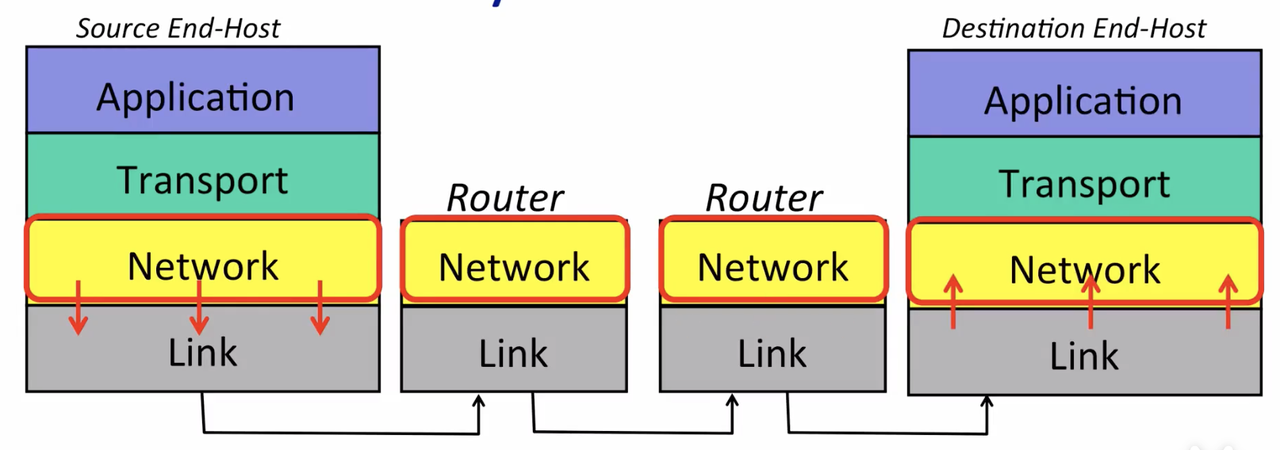 Source End-Host
Destination End-Host
Application
Application
Transport
Transport
Router
Router
Network
Network
Network
Network
Link
Link
Link
Link